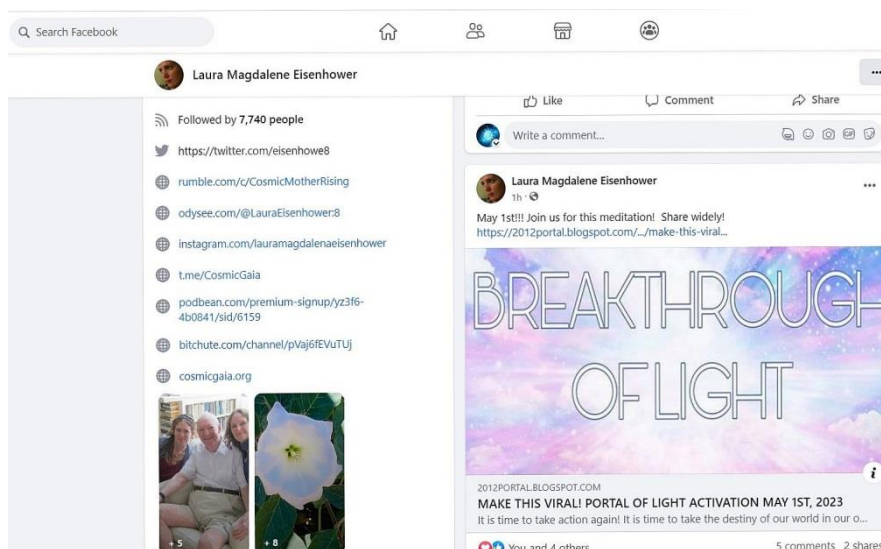 Search Facebook
Laura Magdalene Eisenhower
Followed by 7,740 people
https://twitter.com/eisenhowe8
rumble.com/c/CosmicMotherRising
odysee.com/@LauraEisenhower:8
instagram.com/lauramagdalenaeisenhower
t.me/CosmicGaia
podbean.com/premium-signup/yz3f6-
4b0841/sid/6159
bitchute.com/channel/pVaj6fEVuTUj
cosmicgaia.org
+ 5
+ 8
Like Comment Share
Write a comment...
GIF
Laura Magdalene Eisenhower
1h ·
May 1st!!! Join us for this meditation! Share widely!
https://2012portal.blogspot.com/.../make-this-viral...
BREAKTHROUGH
OF LIGHT
i
2012PORTAL.BLOGSPOT.COM
MAKE THIS VIRAL! PORTAL OF LIGHT ACTIVATION MAY 1ST, 2023
It is time to take action again! It is time to take the destiny of our world in our o...
You and 4 others
5 comments 2 shares